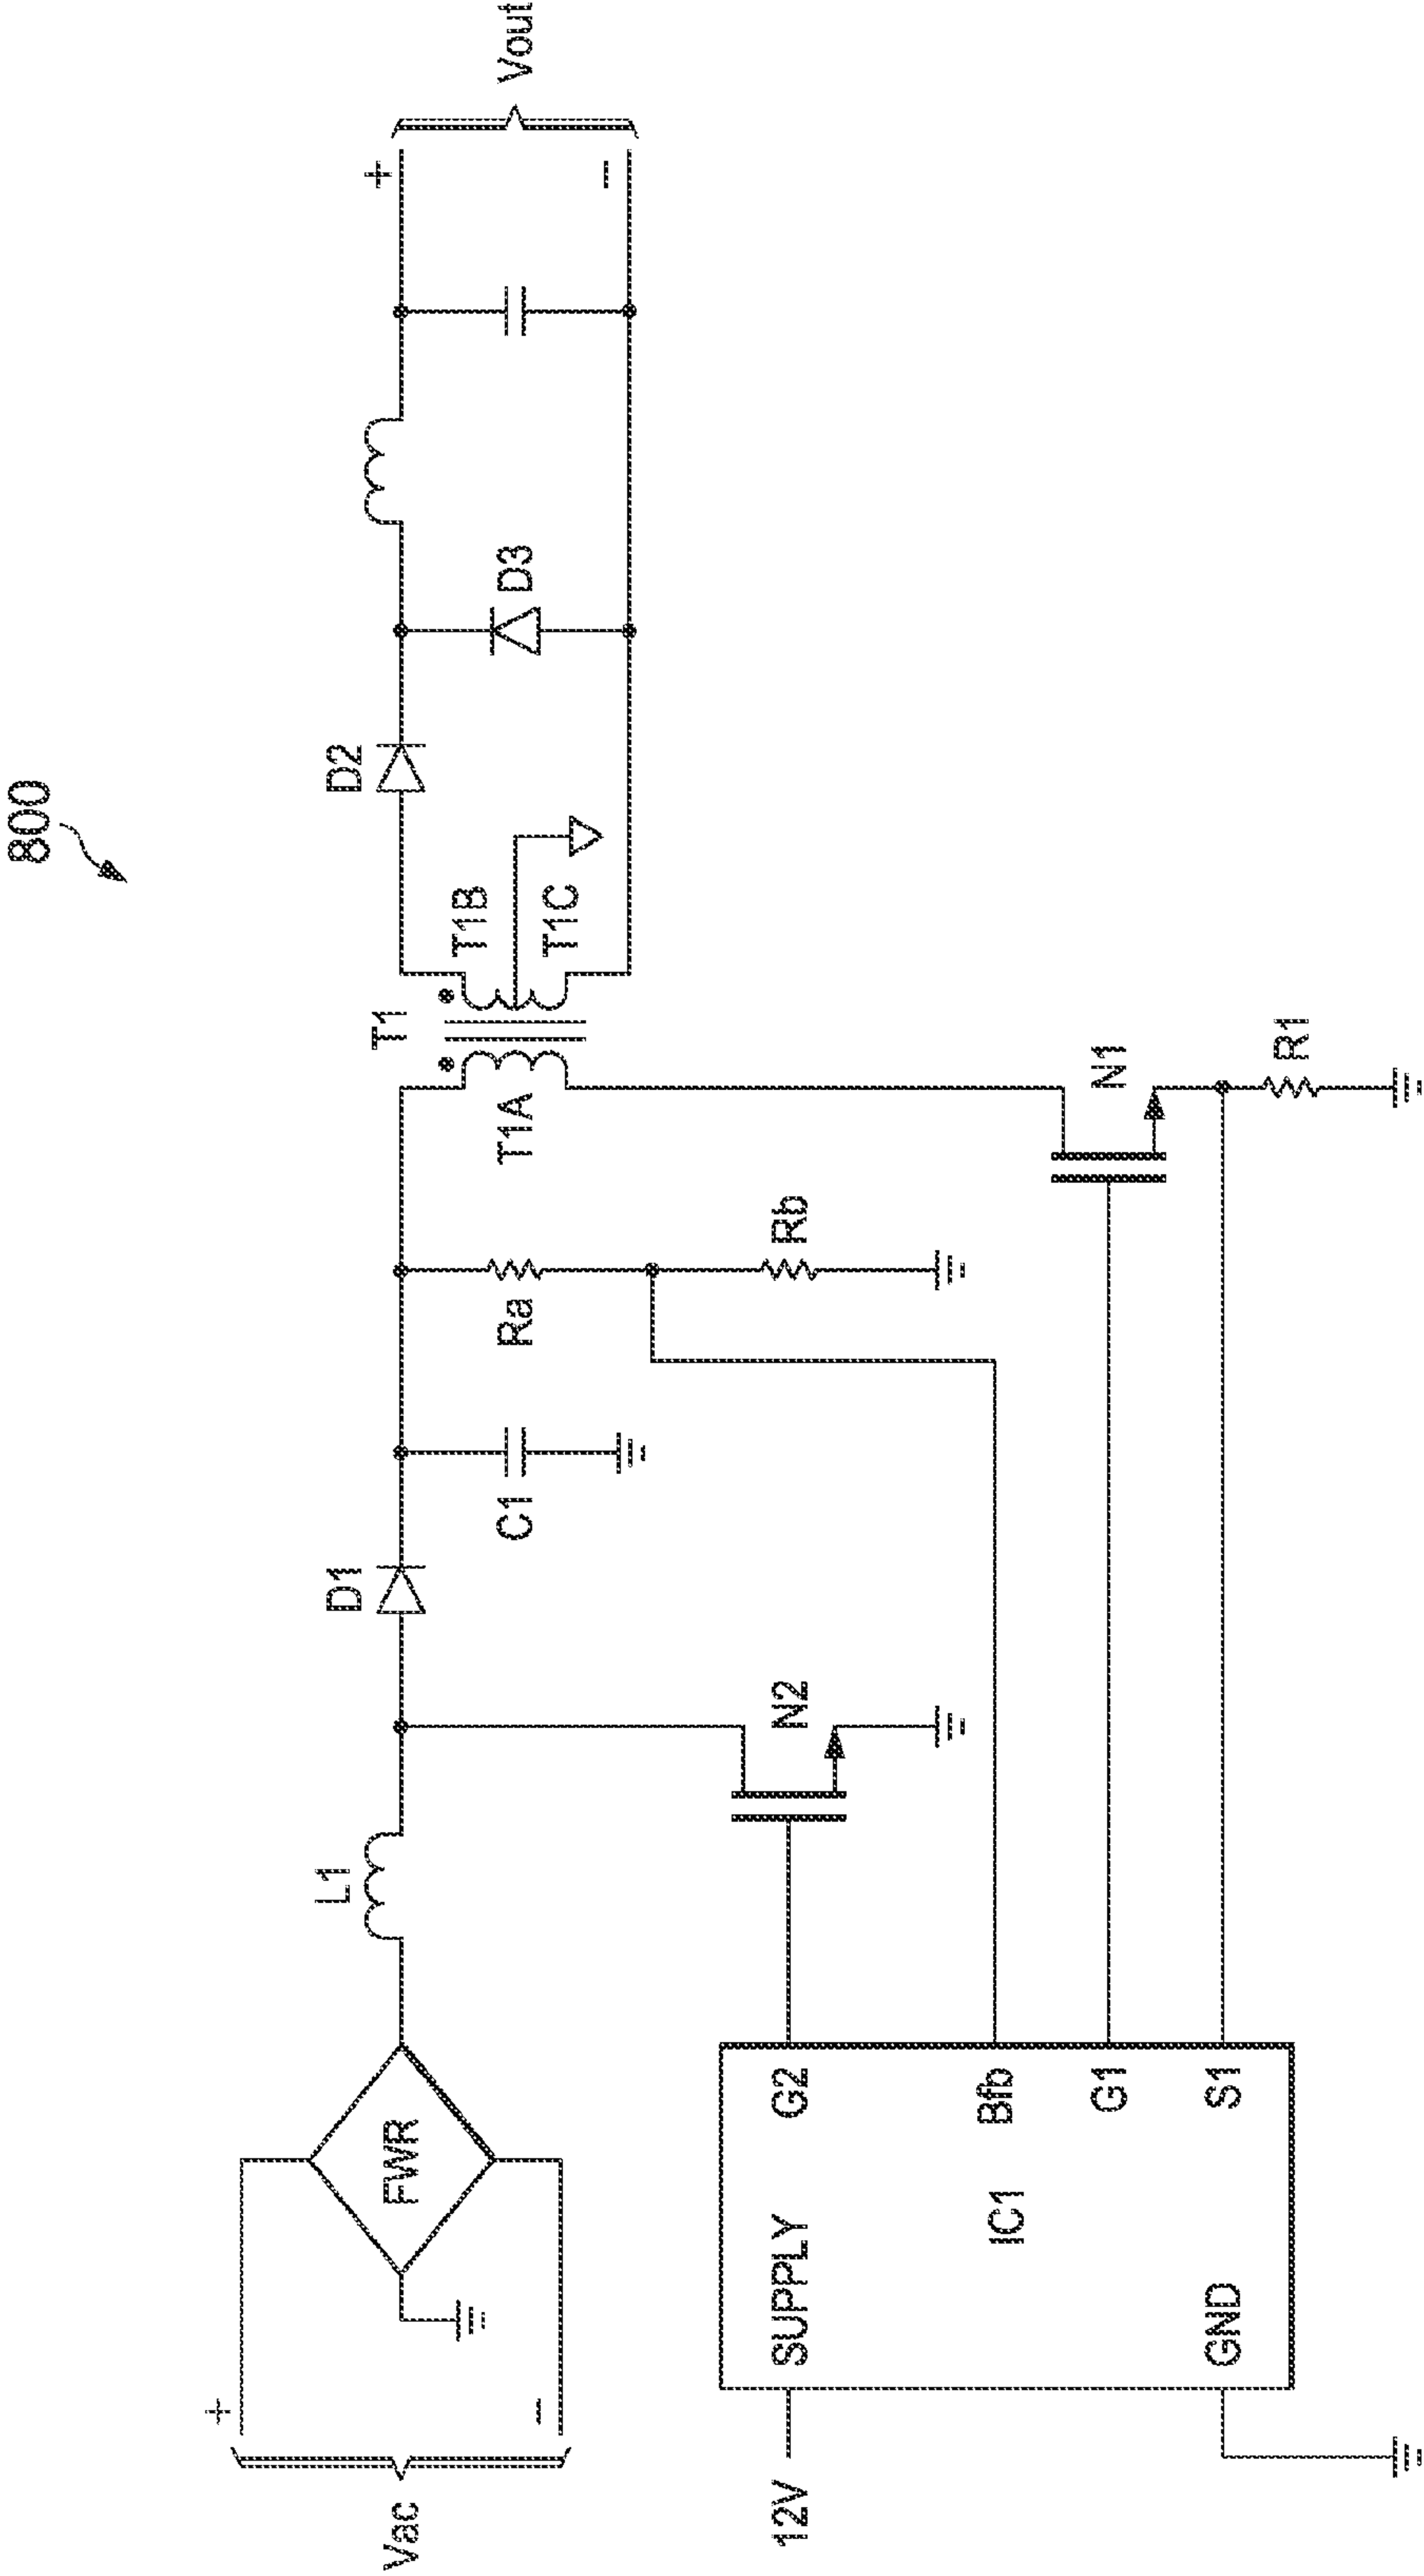 800
Vac
+
-
FWR
L1
D1
C1
Ra
Rb
T1
T1A
T1B
T1C
D2
D3
+
-
Vout
N2
N1
R1
12V
SUPPLY
GND
IC1
G2
Bfb
G1
S1